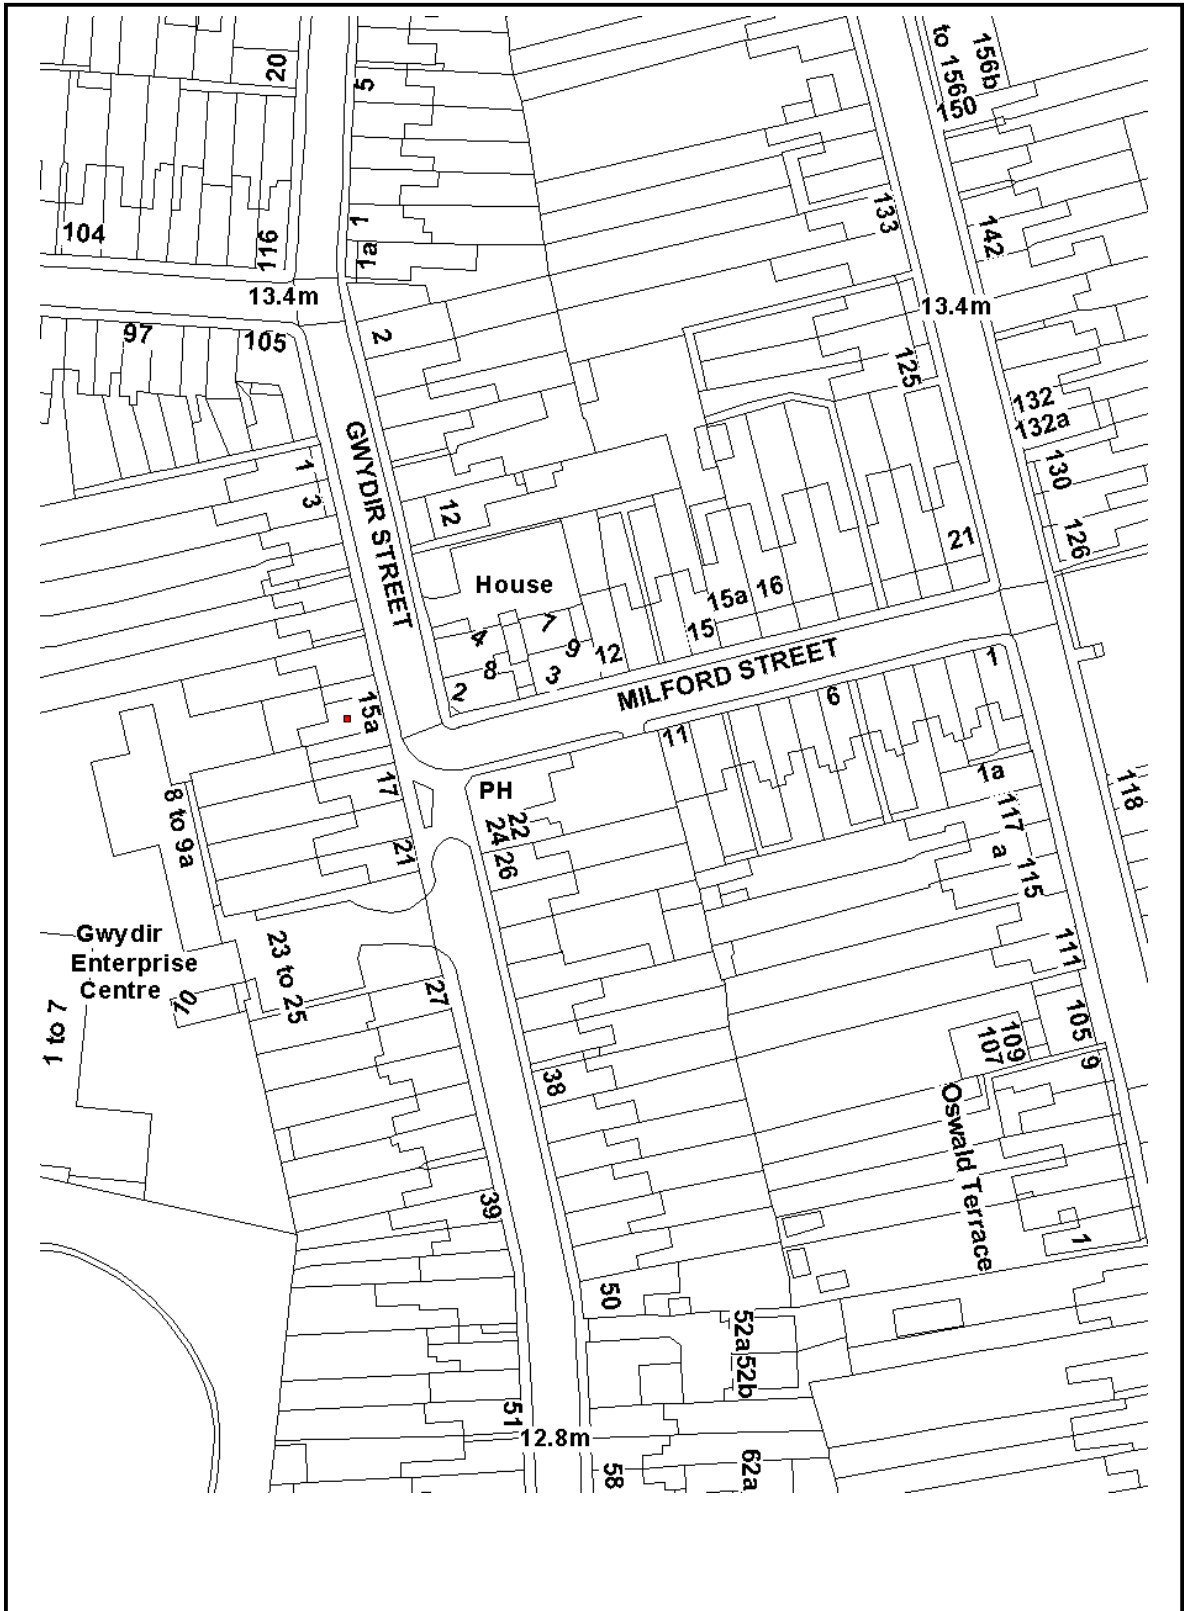 20
5
to 156c
156b
150
104
116
1
1a
133
142
13.4m
13.4m
97
105
2
125
132
132a
GWYDIR STREET
1
3
130
12
126
21
House
15a
16
4
7
9
12
15
8
3
2
MILFORD STREET
1
6
15a
11
17
PH
1a
118
8 to 9a
22
24
26
117
a
21
115
Gwydir
Enterprise
Centre
23 to 25
111
10
27
1 to 7
105
109
107
9
38
Oswald Terrace
39
1
50
52a
52b
51
12.8m
58
62a